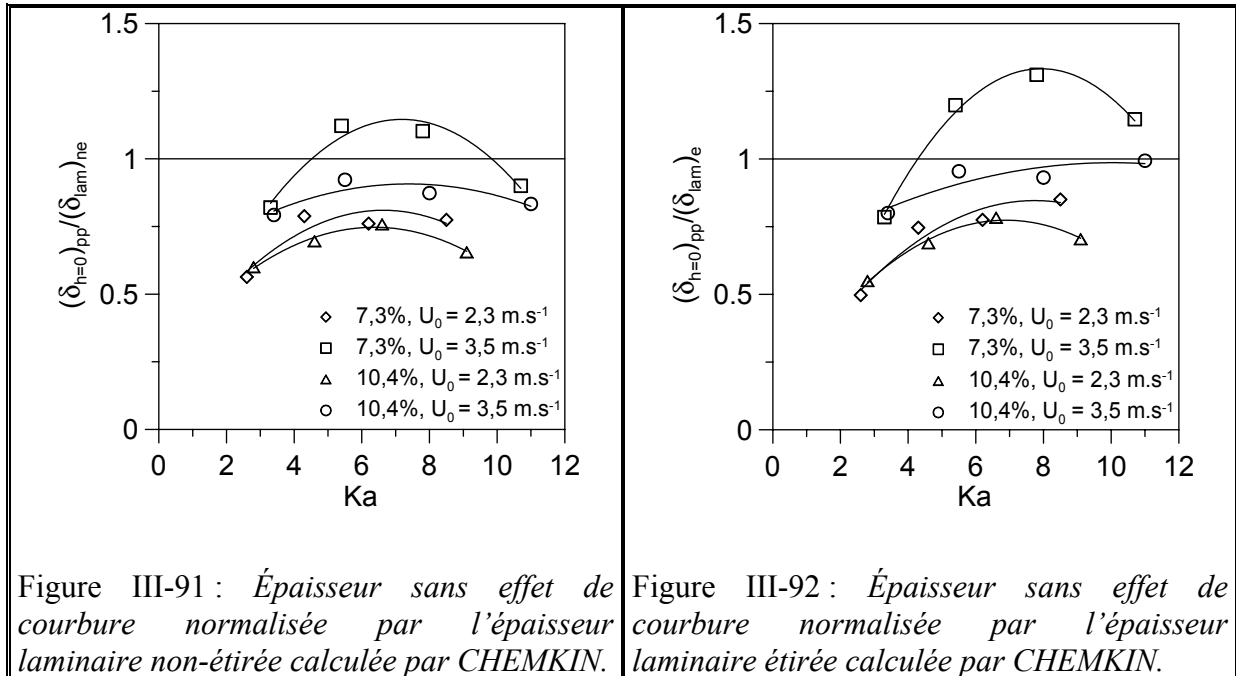 1.5
1
0.5
0
(δh=0)pp/(δlam)ne
◇ 7,3%, U0 = 2,3 m.s-1
□ 7,3%, U0 = 3,5 m.s-1
△ 10,4%, U0 = 2,3 m.s-1
○ 10,4%, U0 = 3,5 m.s-1
0 2 4 6 8 10 12
Ka
Figure III-91 : Épaisseur sans effet de
courbure normalisée par l’épaisseur
laminaire non-étirée calculée par CHEMKIN.
1.5
1
0.5
0
(δh=0)pp/(δlam)e
◇ 7,3%, U0 = 2,3 m.s-1
□ 7,3%, U0 = 3,5 m.s-1
△ 10,4%, U0 = 2,3 m.s-1
○ 10,4%, U0 = 3,5 m.s-1
0 2 4 6 8 10 12
Ka
Figure III-92 : Épaisseur sans effet de
courbure normalisée par l’épaisseur
laminaire étirée calculée par CHEMKIN.